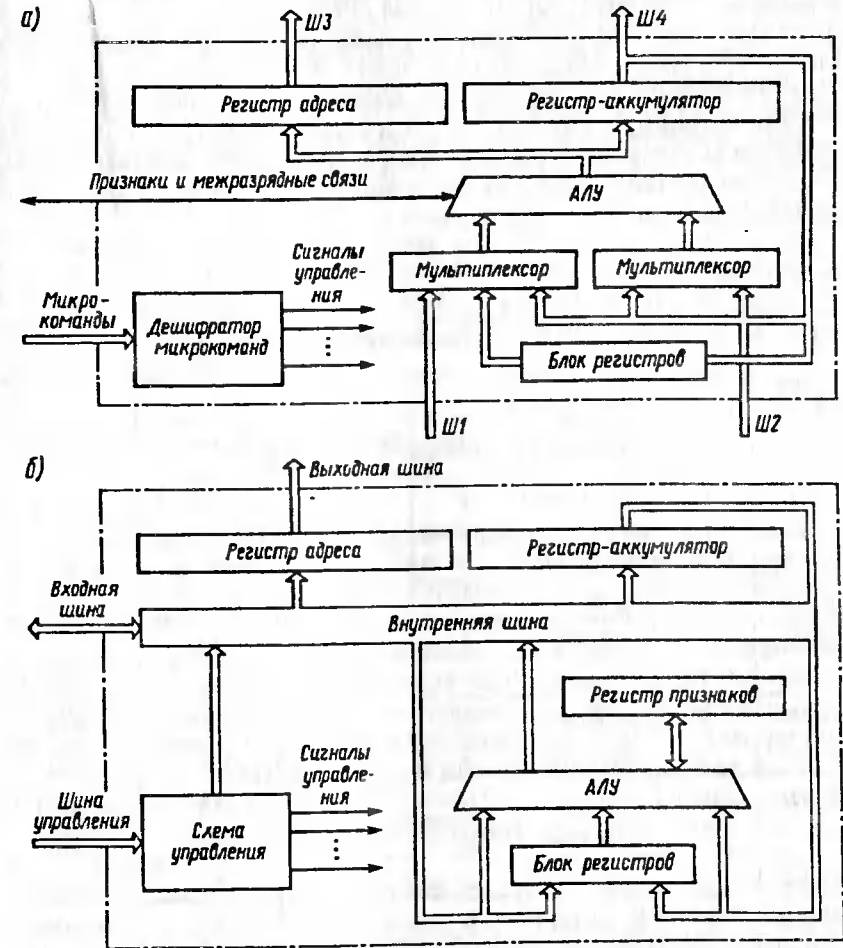 а)
Ш3
Ш4
Регистр адреса
Регистр-аккумулятор
Признаки и межразрядные связи
АЛУ
Сигналы
управле-
ния
Мультиплексор
Мультиплексор
Микро-
команды
Дешифратор
микрокоманд
Блок регистров
Ш1
Ш2
б)
Выходная шина
Регистр адреса
Регистр-аккумулятор
Входная
шина
Внутренняя шина
Регистр признаков
Сигналы
управле-
ния
АЛУ
Шина
управления
Схема
управления
Блок регистров